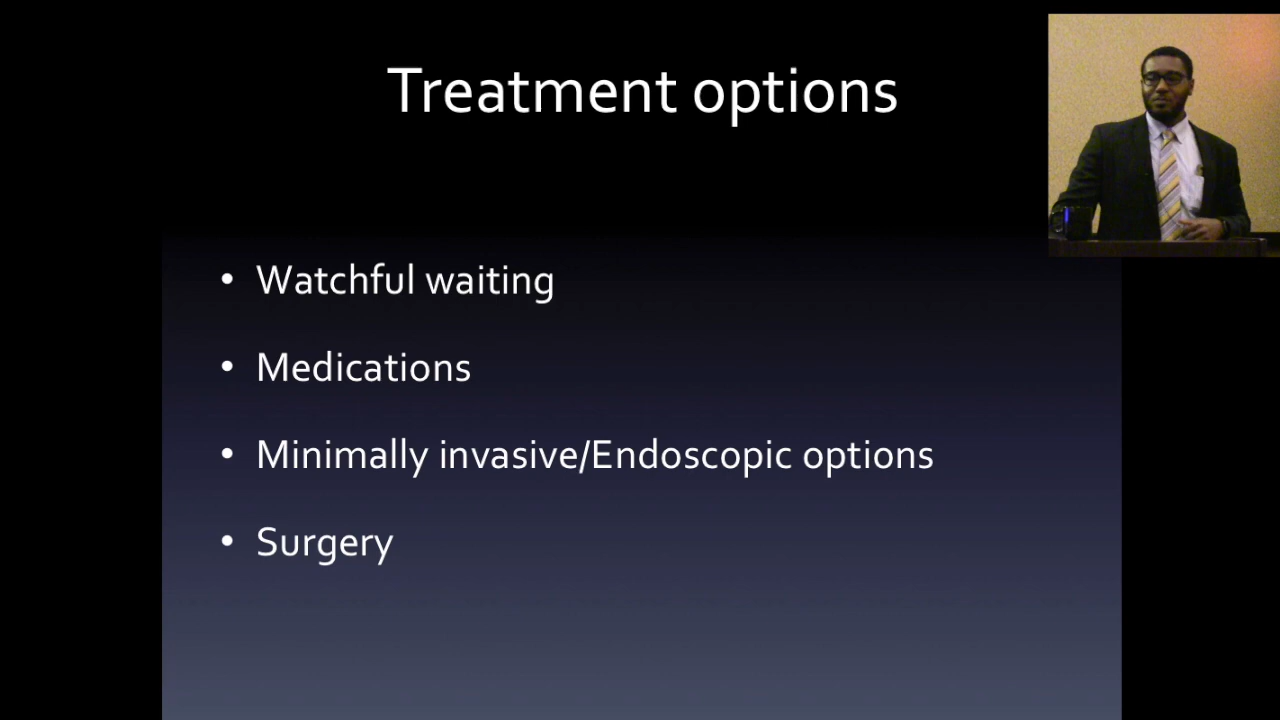 Treatment options
• Watchful waiting
• Medications
• Minimally invasive/Endoscopic options
• Surgery